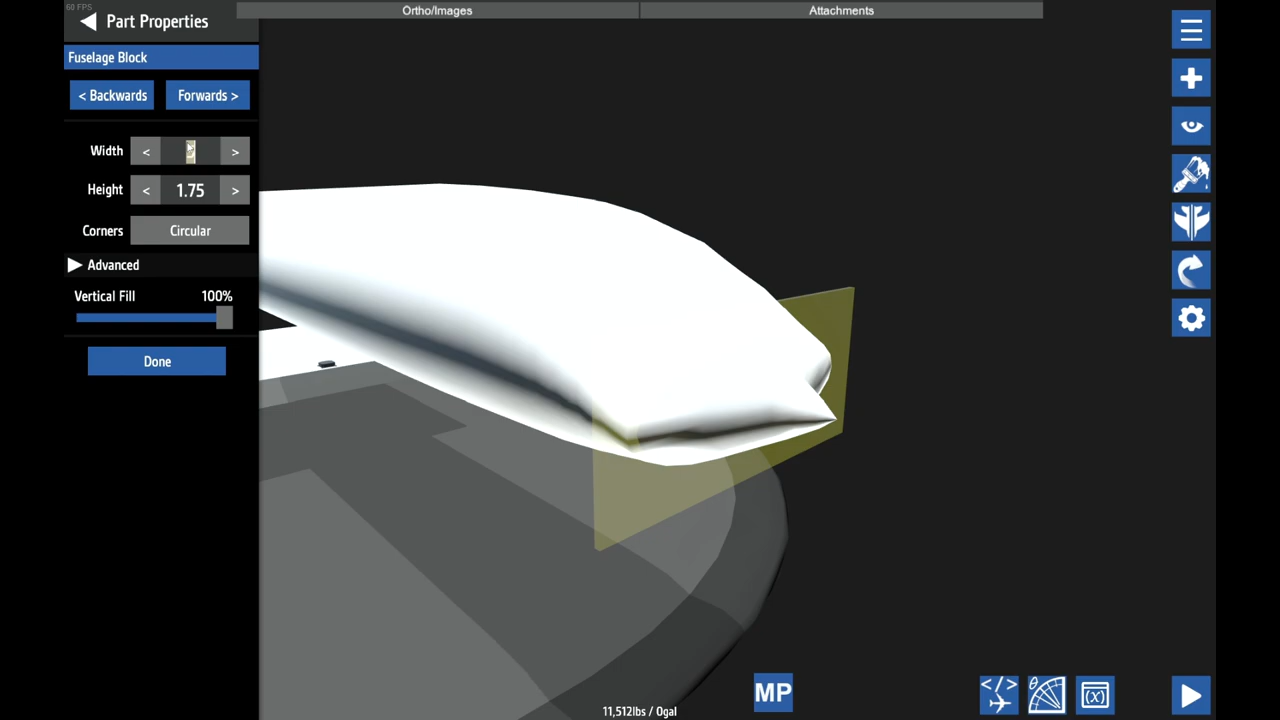 60 FPS
Part Properties
Ortho/Images
Attachments
Fuselage Block
< Backwards
Forwards >
Width < >
Height < 1.75 >
Corners Circular
Advanced
Vertical Fill 100%
Done
MP
</>
(x)
11,512lbs / 0gal